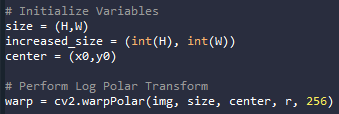 # Initialize Variables
size = (H,W)
increased_size = (int(H), int(W))
center = (x0,y0)
# Perform Log Polar Transform
warp = cv2.warpPolar(img, size, center, r, 256)